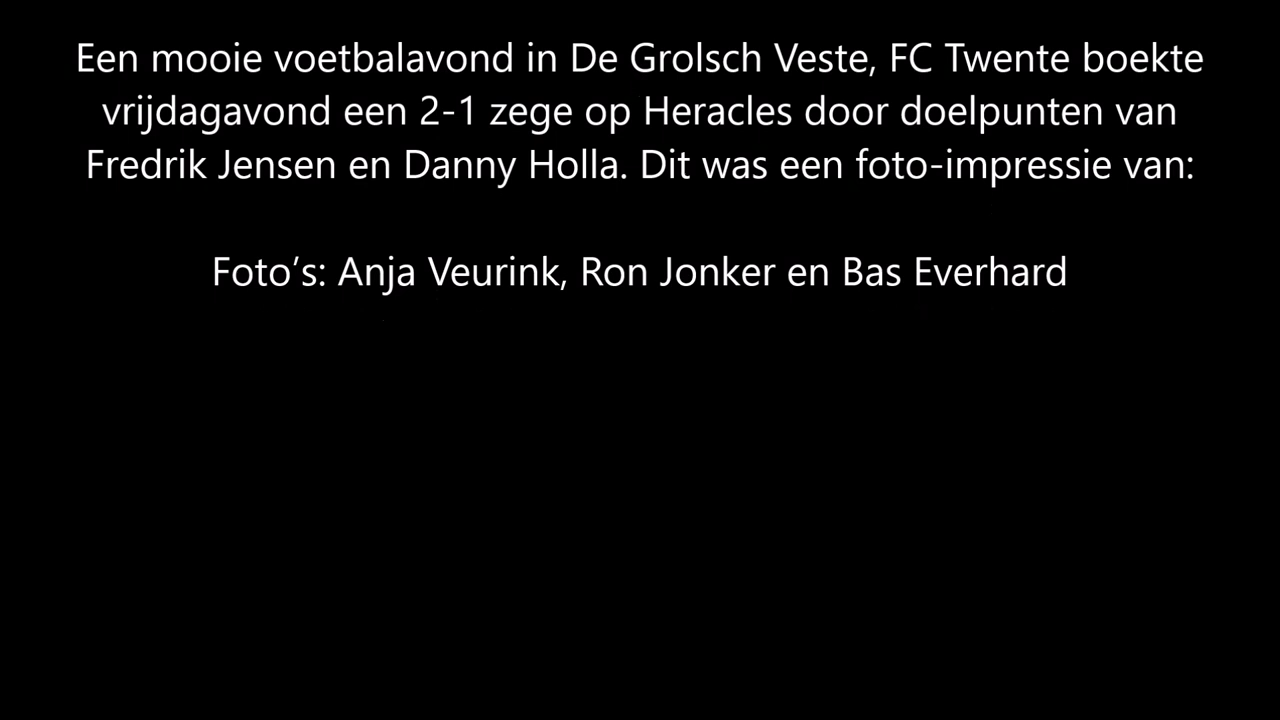 Een mooie voetbalavond in De Grolsch Veste, FC Twente boekte
vrijdagavond een 2-1 zege op Heracles door doelpunten van
Fredrik Jensen en Danny Holla. Dit was een foto-impressie van:
Foto’s: Anja Veurink, Ron Jonker en Bas Everhard